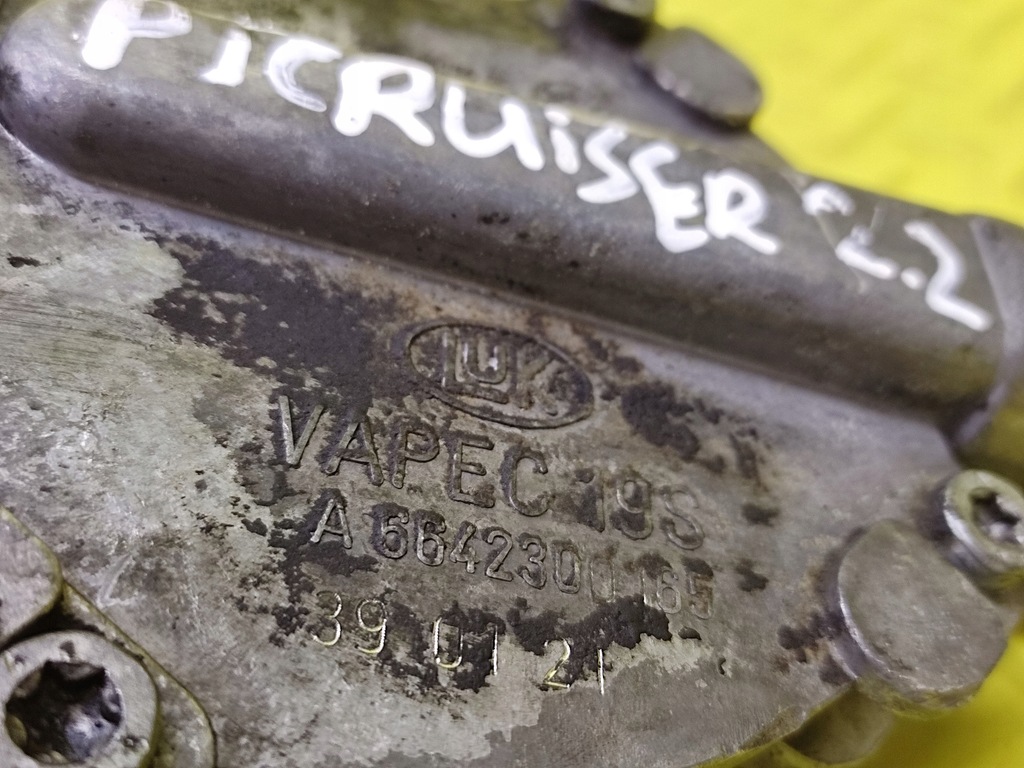 PTCRUiSER 2.2
LUK
VAPEC 19S
A 6642300165
39 01 21